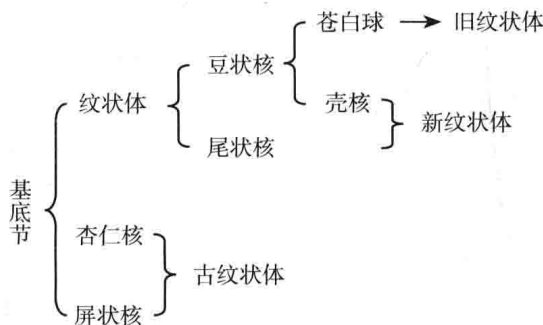 苍白球 → 旧纹状体
豆状核
纹状体
壳核
新纹状体
尾状核
基底节
杏仁核
古纹状体
屏状核